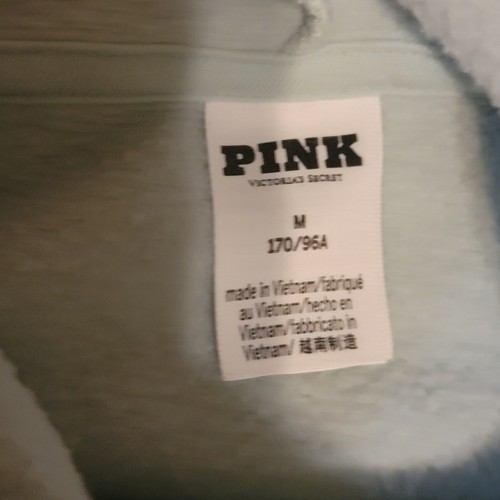 PINK
VICTORIA'S SECRET
M
170/96A
made in Vietnam/fabriqué
au Vietnam/hecho en
Vietnam/fabbricato in
Vietnam/ 越南制造